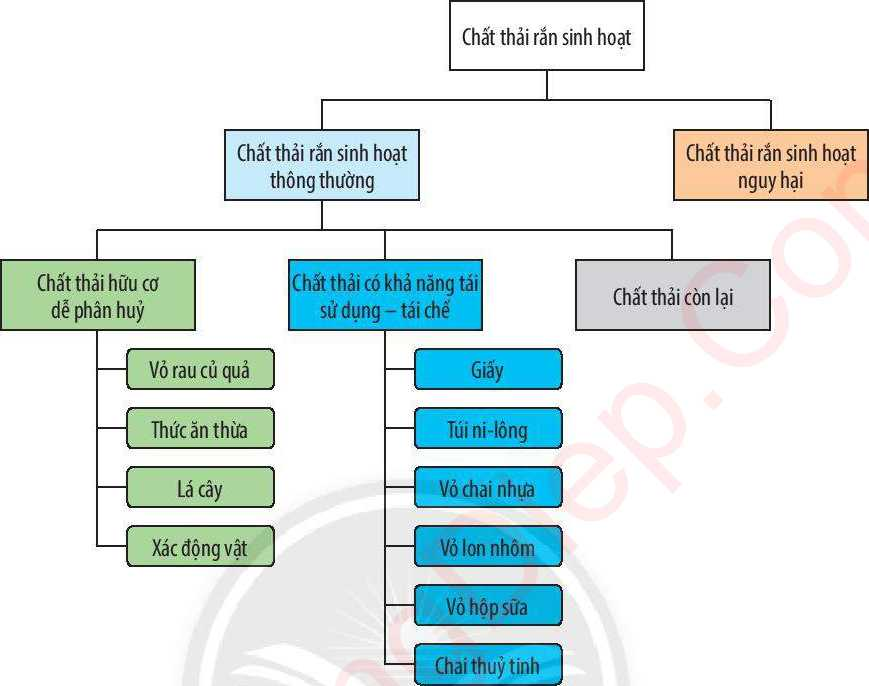 Chất thải rắn sinh hoạt
Chất thải rắn sinh hoạt
thông thường
Chất thải rắn sinh hoạt
nguy hại
Chất thải hữu cơ
dễ phân huỷ
Chất thải có khả năng tái
sử dụng – tái chế
Chất thải còn lại
Vỏ rau củ quả
Thức ăn thừa
Lá cây
Xác động vật
Giấy
Túi ni-lông
Vỏ chai nhựa
Vỏ lon nhôm
Vỏ hộp sữa
Chai thuỷ tinh